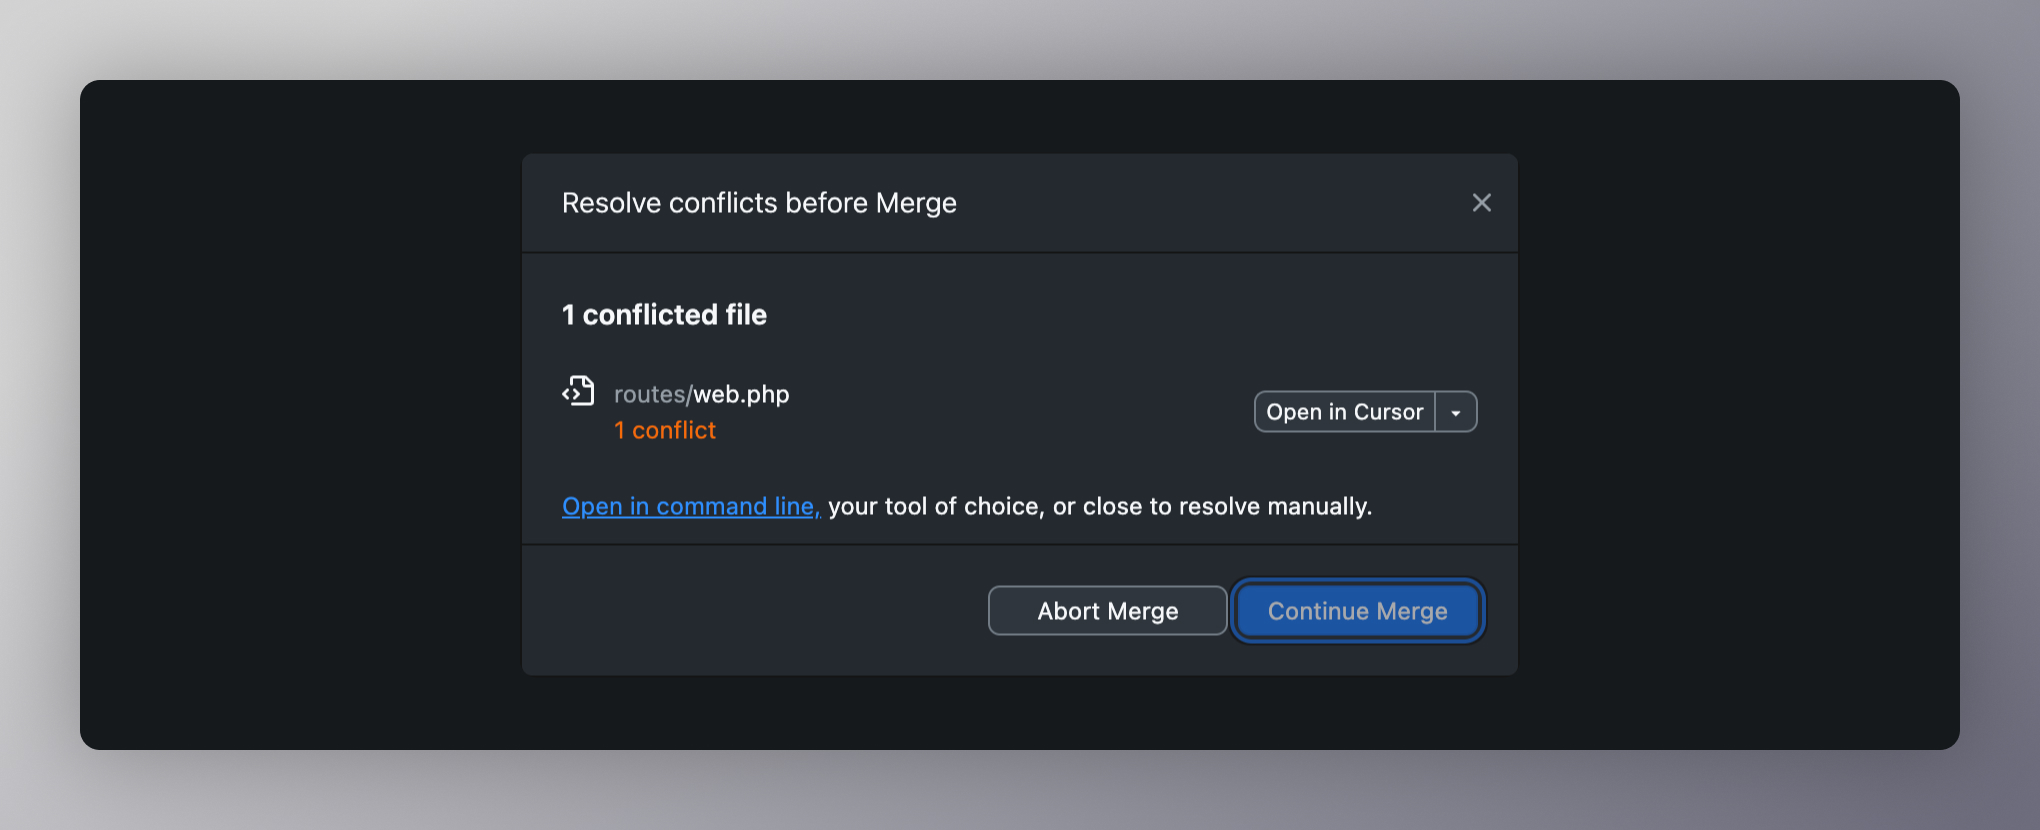 Resolve conflicts before Merge
1 conflicted file
routes/web.php
1 conflict
Open in Cursor
Open in command line, your tool of choice, or close to resolve manually.
Abort Merge
Continue Merge